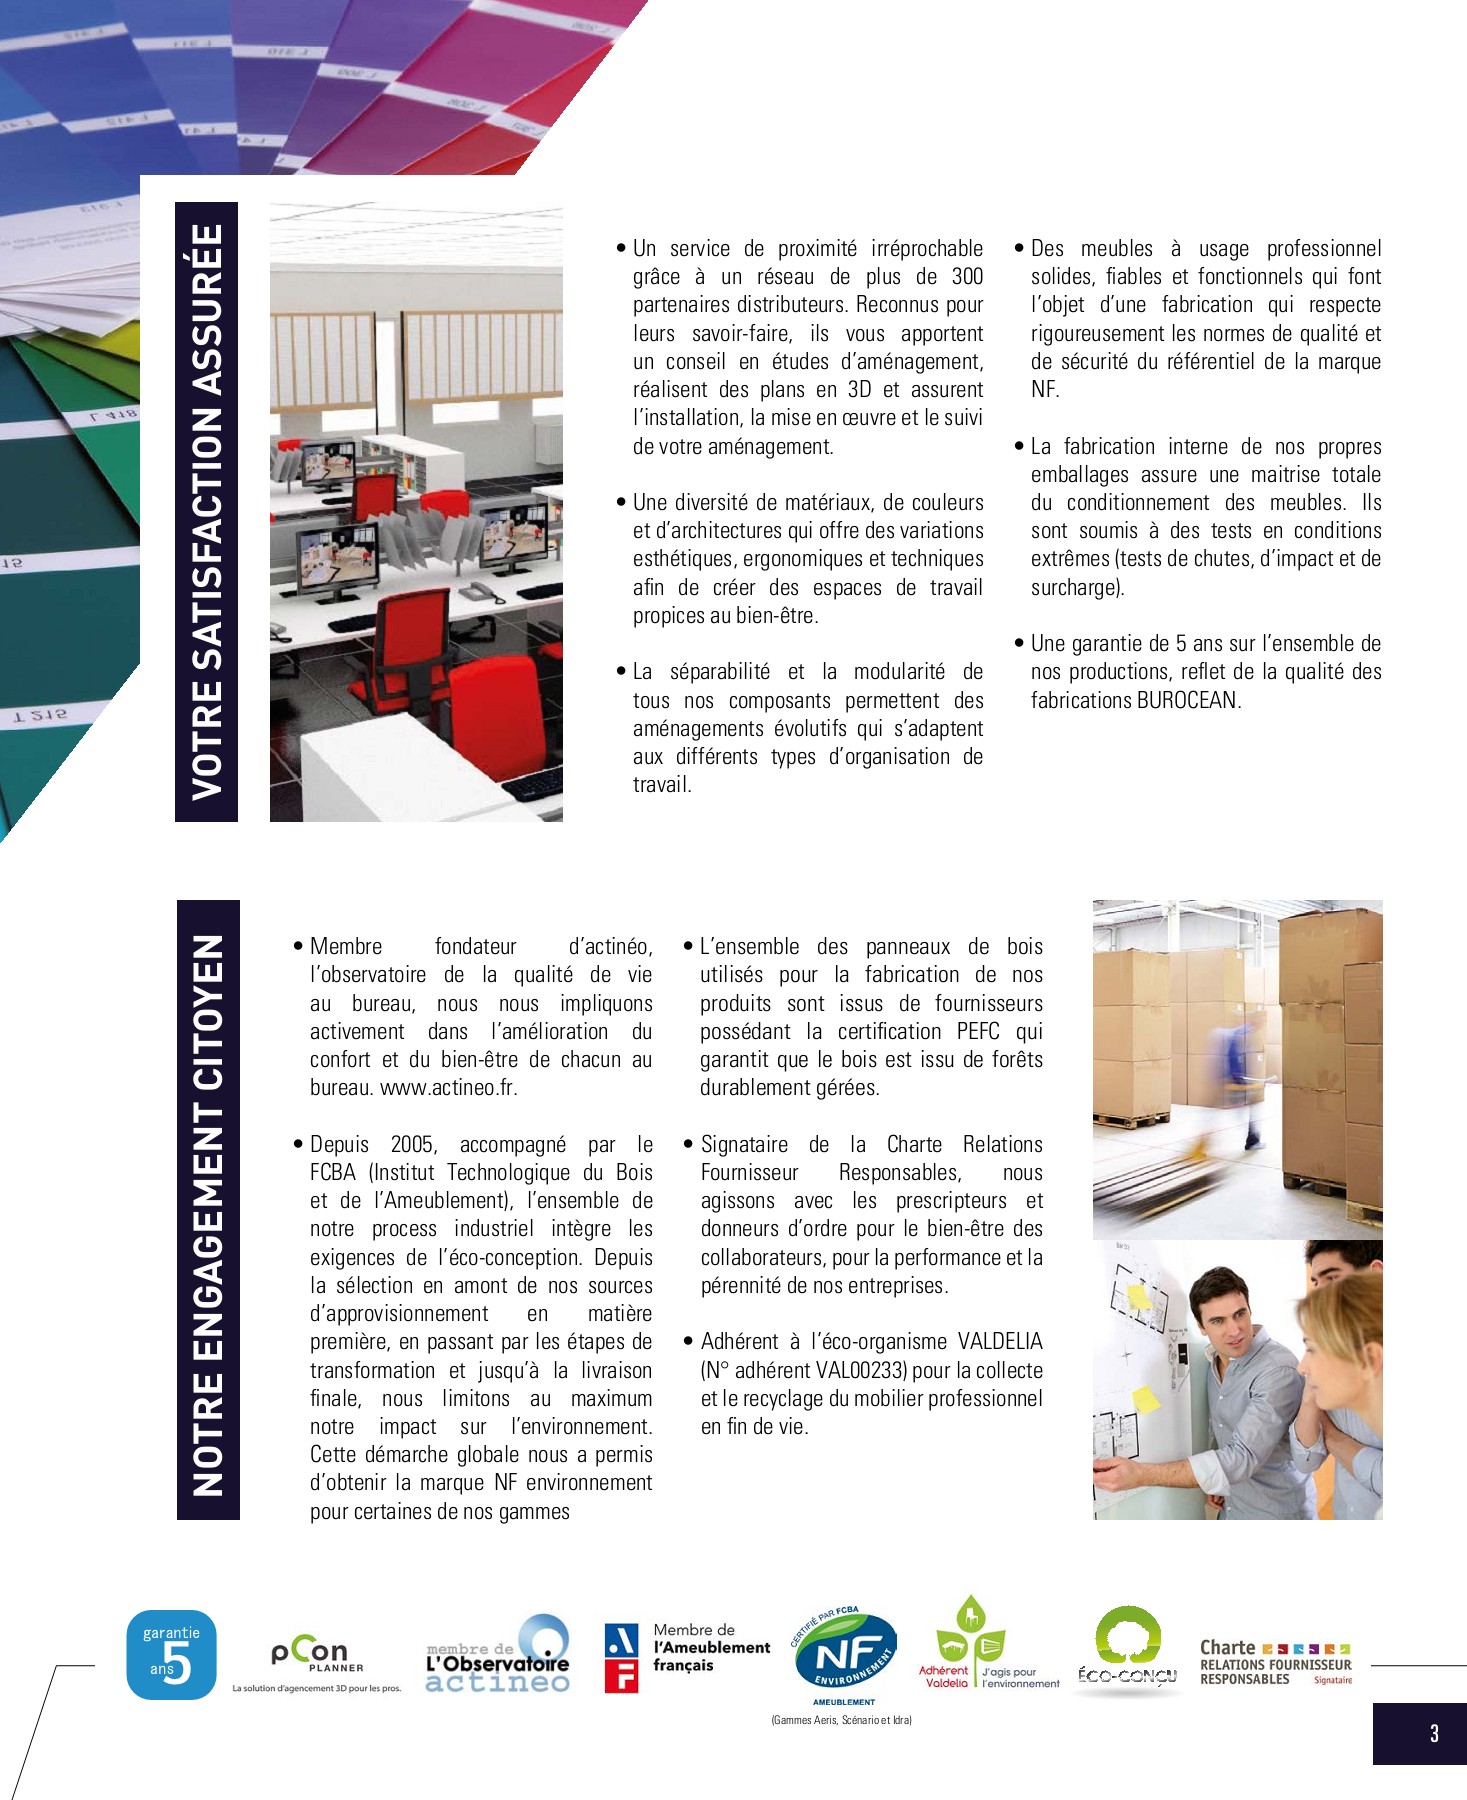 VOTRE SATISFACTION ASSURÉE
• Un service de proximité irréprochable
grâce à un réseau de plus de 300
partenaires distributeurs. Reconnus pour
leurs savoir-faire, ils vous apportent
un conseil en études d’aménagement,
réalisent des plans en 3D et assurent
l’installation, la mise en œuvre et le suivi
de votre aménagement.
• Une diversité de matériaux, de couleurs
et d’architectures qui offre des variations
esthétiques, ergonomiques et techniques
afin de créer des espaces de travail
propices au bien-être.
• La séparabilité et la modularité de
tous nos composants permettent des
aménagements évolutifs qui s’adaptent
aux différents types d’organisation de
travail.
• Des meubles à usage professionnel
solides, fiables et fonctionnels qui font
l’objet d’une fabrication qui respecte
rigoureusement les normes de qualité et
de sécurité du référentiel de la marque
NF.
• La fabrication interne de nos propres
emballages assure une maitrise totale
du conditionnement des meubles. Ils
sont soumis à des tests en conditions
extrêmes (tests de chutes, d’impact et de
surcharge).
• Une garantie de 5 ans sur l’ensemble de
nos productions, reflet de la qualité des
fabrications BUROCEAN.
NOTRE ENGAGEMENT CITOYEN
• Membre fondateur d’actinéo,
l’observatoire de la qualité de vie
au bureau, nous nous impliquons
activement dans l’amélioration du
confort et du bien-être de chacun au
bureau. www.actineo.fr.
• Depuis 2005, accompagné par le
FCBA (Institut Technologique du Bois
et de l’Ameublement), l’ensemble de
notre process industriel intègre les
exigences de l’éco-conception. Depuis
la sélection en amont de nos sources
d’approvisionnement en matière
première, en passant par les étapes de
transformation et jusqu’à la livraison
finale, nous limitons au maximum
notre impact sur l’environnement.
Cette démarche globale nous a permis
d’obtenir la marque NF environnement
pour certaines de nos gammes
• L’ensemble des panneaux de bois
utilisés pour la fabrication de nos
produits sont issus de fournisseurs
possédant la certification PEFC qui
garantit que le bois est issu de forêts
durablement gérées.
• Signataire de la Charte Relations
Fournisseur Responsables, nous
agissons avec les prescripteurs et
donneurs d’ordre pour le bien-être des
collaborateurs, pour la performance et la
pérennité de nos entreprises.
• Adhérent à l’éco-organisme VALDELIA
(N° adhérent VAL00233) pour la collecte
et le recyclage du mobilier professionnel
en fin de vie.
garantie
5
ans
pCon
PLANNER
La solution d’agencement 3D pour les pros.
membre de
L’Observatoire
actineo
AF
Membre de
l’Ameublement
français
CERTIFIÉ PAR FCBA
NF
ENVIRONNEMENT
AMEUBLEMENT
(Gammes Aeris, Scénario et Idra)
Adhérent
Valdelia
J’agis pour
l’environnement
ÉCO-CONÇU
Charte
RELATIONS FOURNISSEUR
RESPONSABLES
Signataire
3
T 215
L 418